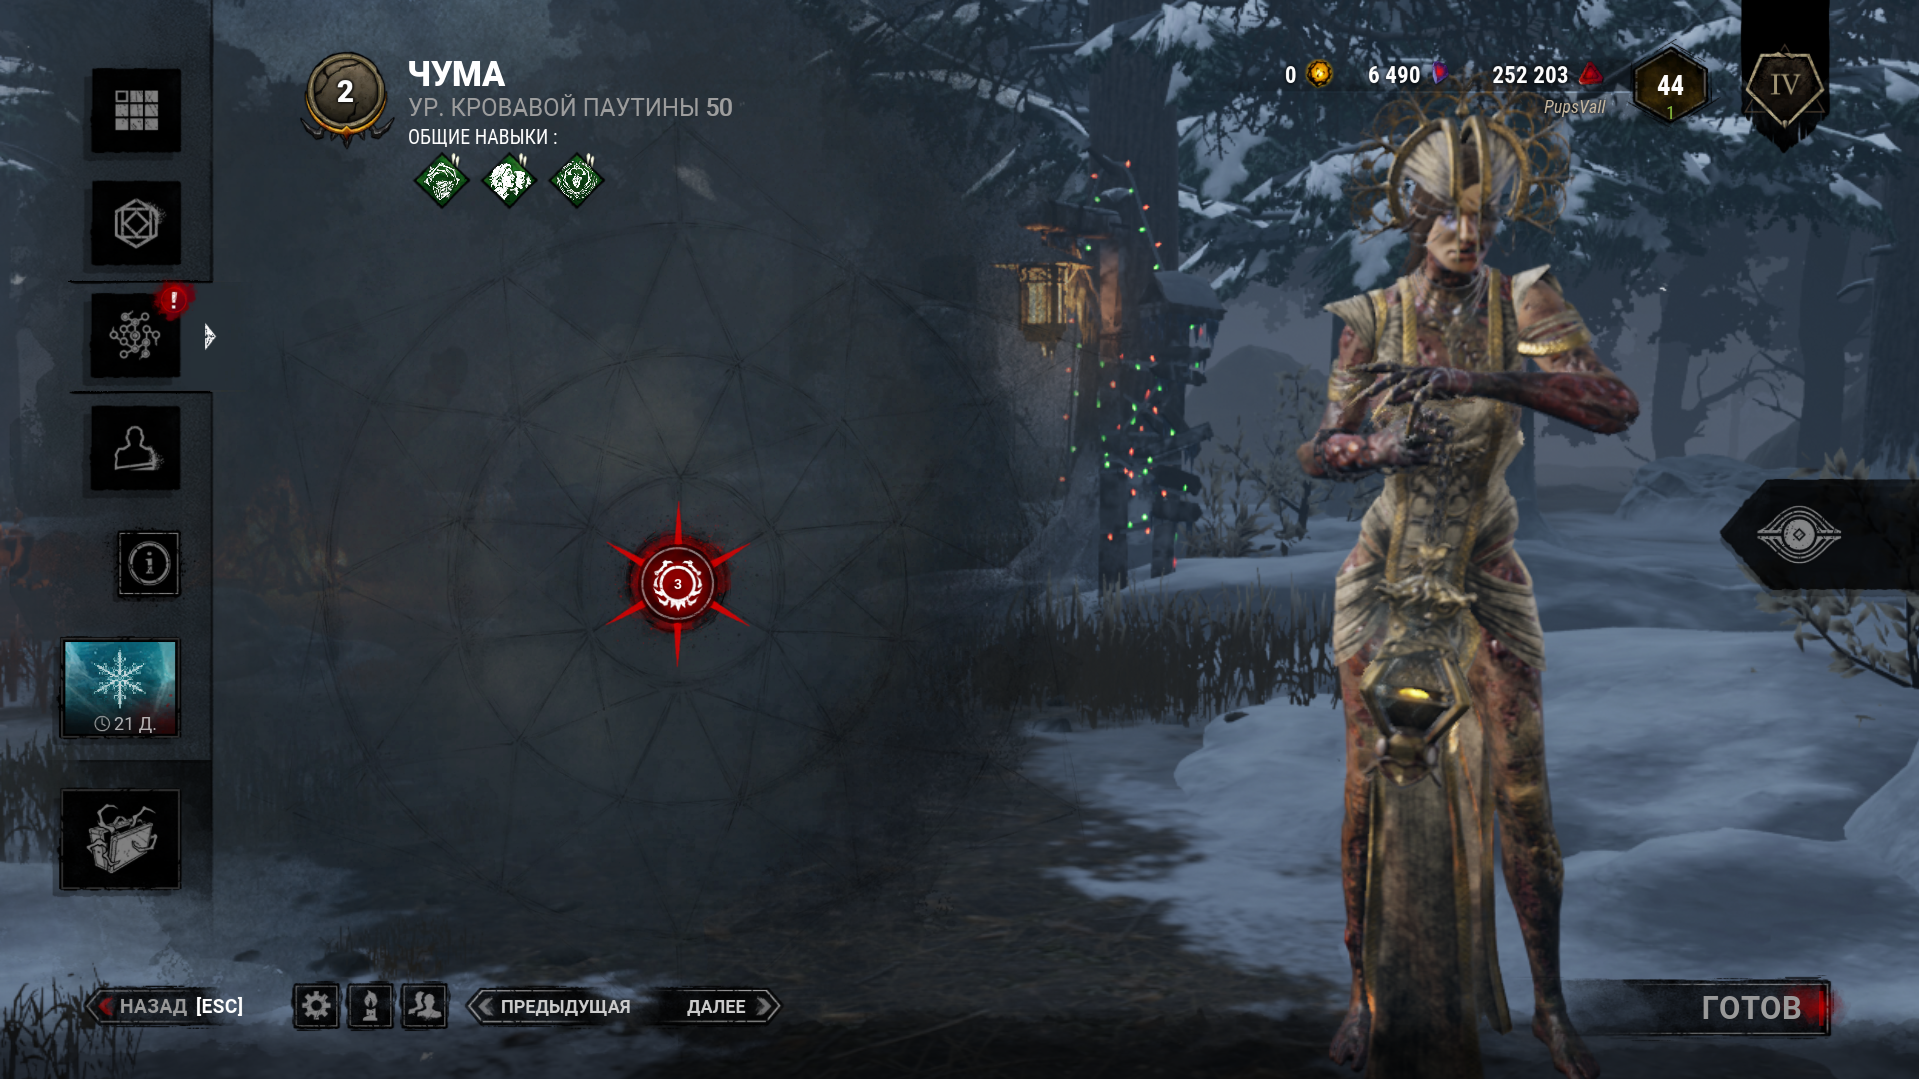 2
ЧУМА
УР. КРОВАВОЙ ПАУТИНЫ 50
ОБЩИЕ НАВЫКИ :
0
6 490
252 203
PupsVall
44
1
IV
!
3
21 Д.
НАЗАД [ESC]
ПРЕДЫДУЩАЯ
ДАЛЕЕ
ГОТОВ